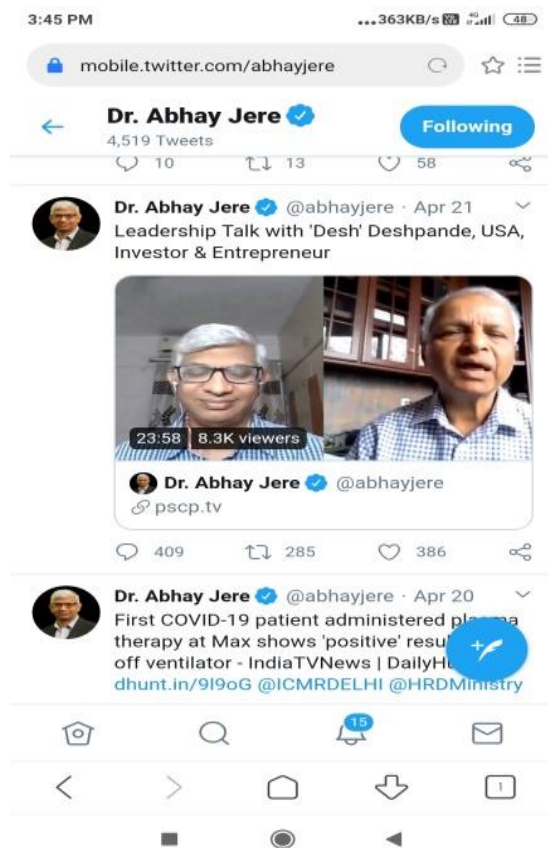 3:45 PM
...363KB/s 4G 48
mobile.twitter.com/abhayjere
Dr. Abhay Jere
4,519 Tweets
Following
10 13 58
Dr. Abhay Jere @abhayjere · Apr 21
Leadership Talk with 'Desh' Deshpande, USA,
Investor & Entrepreneur
23:58 8.3K viewers
Dr. Abhay Jere @abhayjere
pscp.tv
409 285 386
Dr. Abhay Jere @abhayjere · Apr 20
First COVID-19 patient administered
therapy at Max shows 'positive'
off ventilator - IndiaTVNews |
dhunt.in/9l9oG @ICMRDELHI @HRDMinistry
15
1